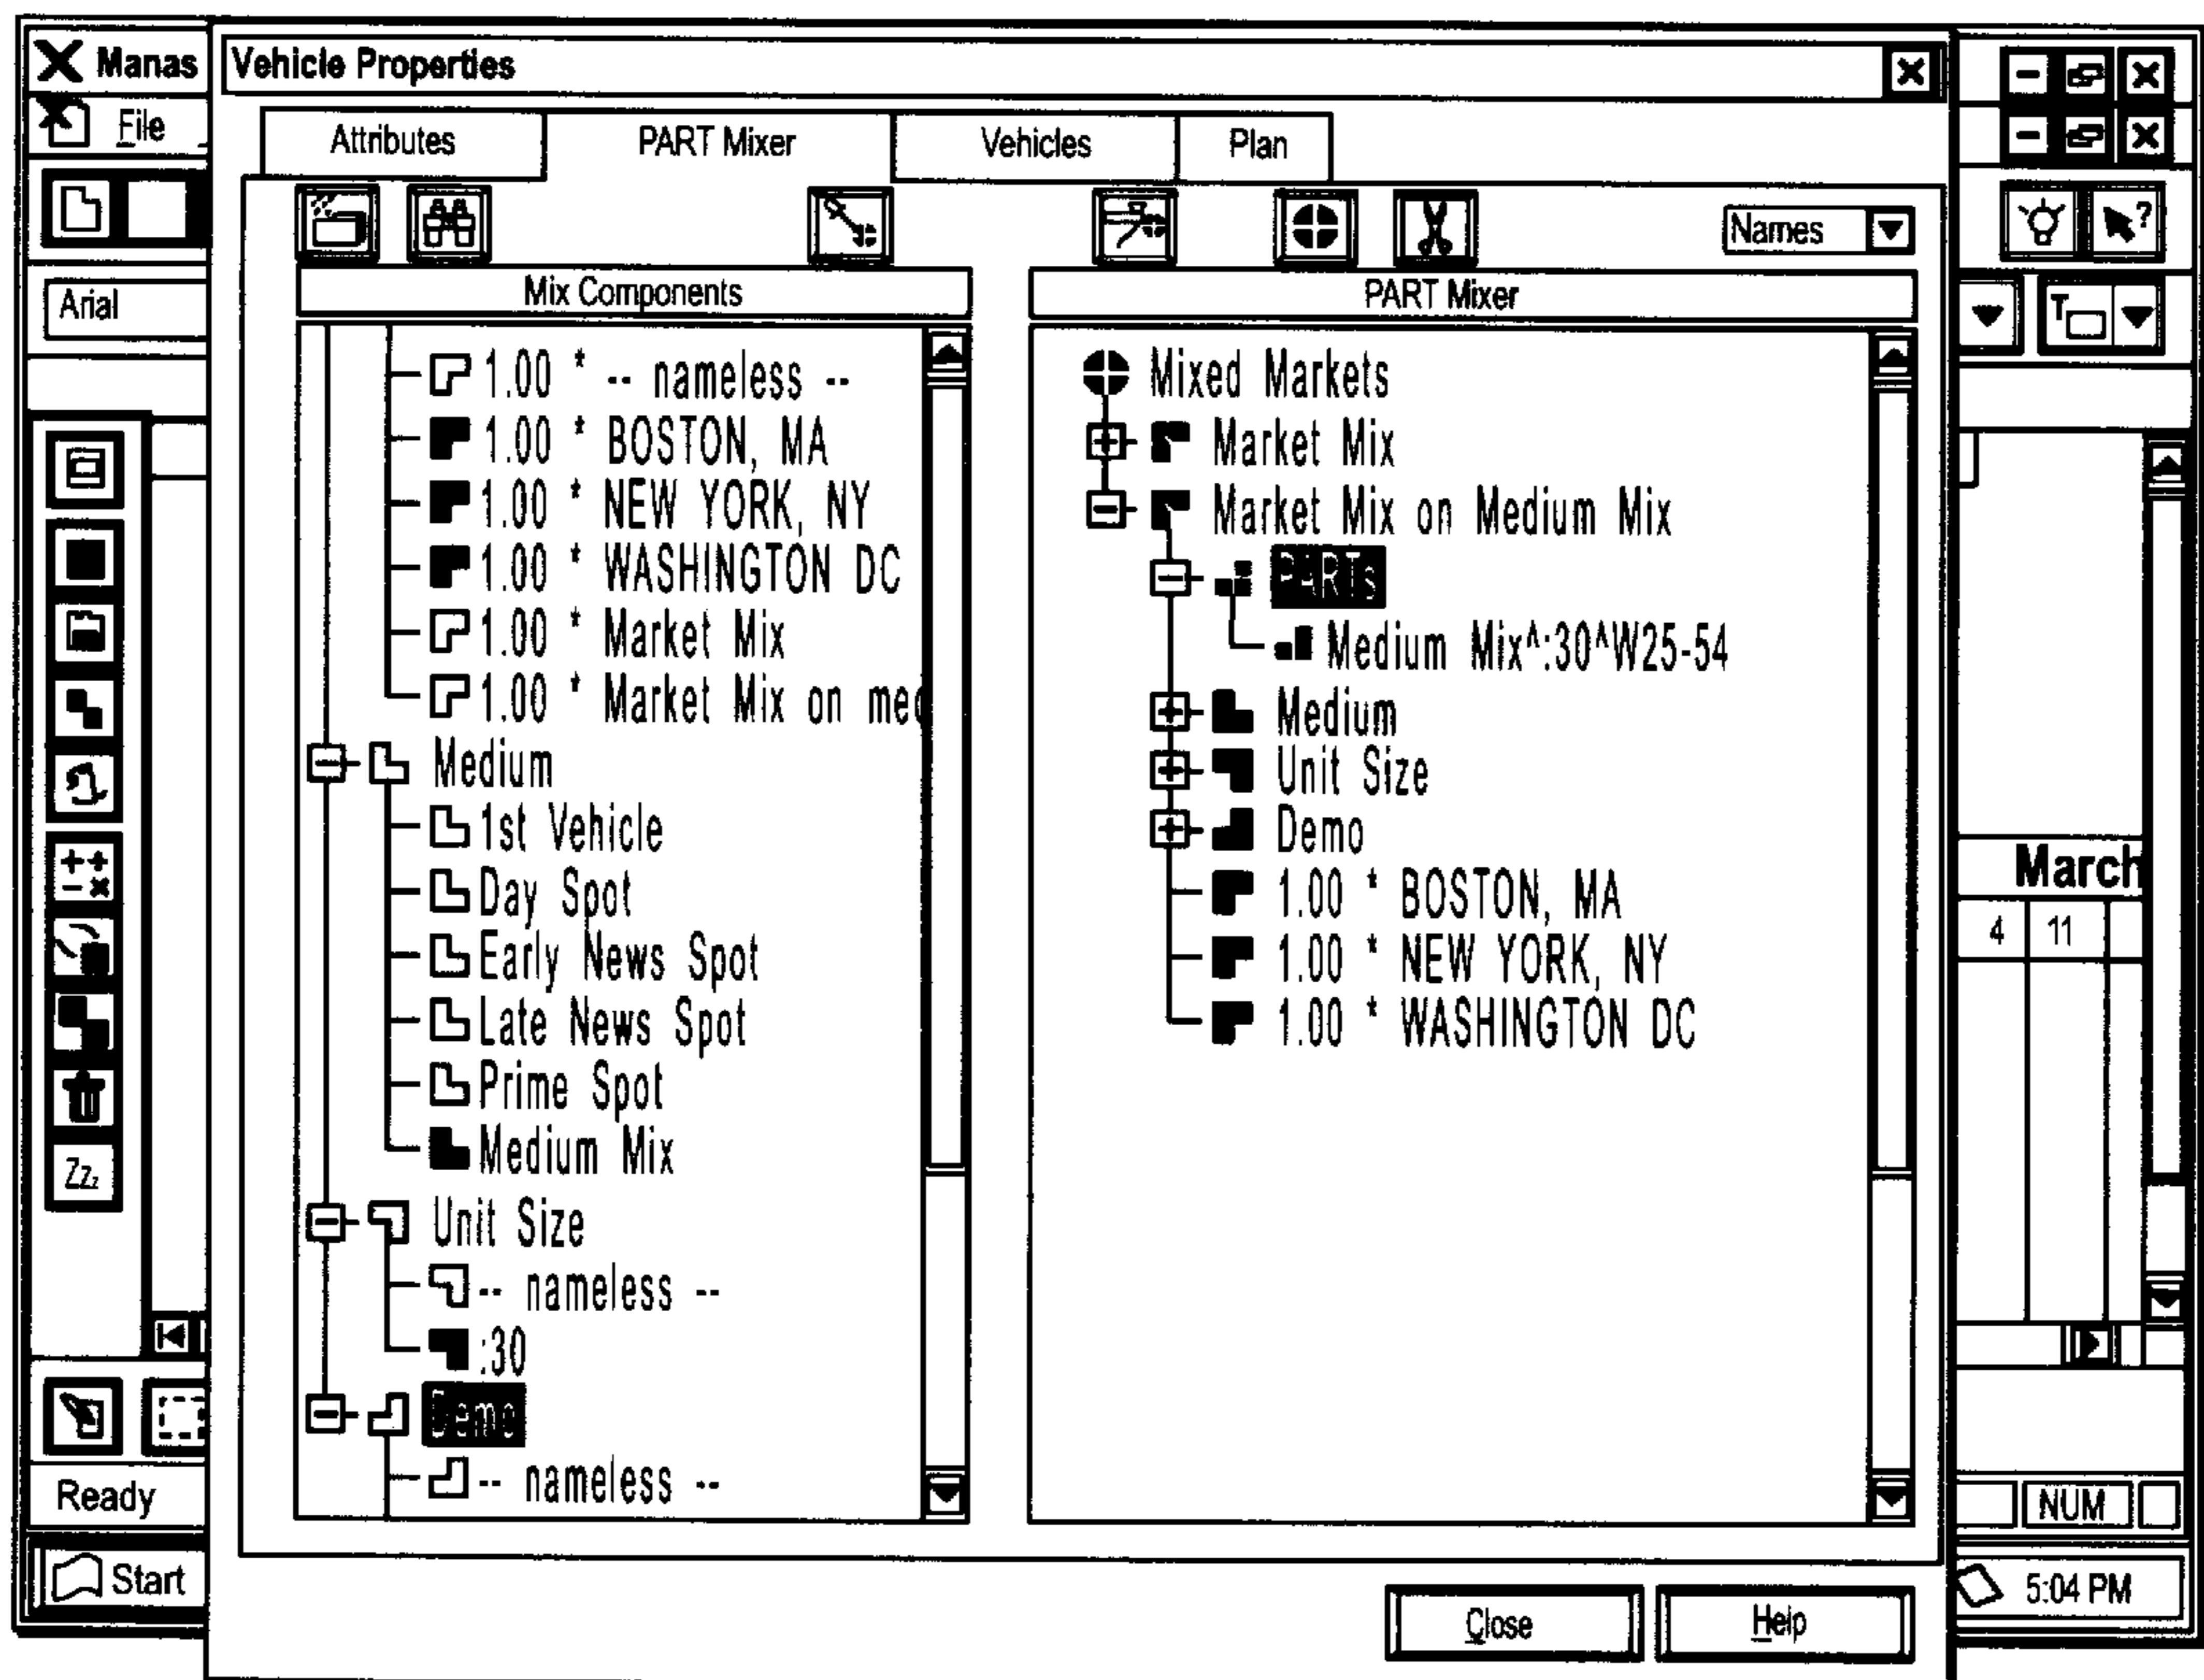 Manas
Vehicle Properties
File
Attributes
PART Mixer
Vehicles
Plan
Names
Arial
Mix Components
PART Mixer
1.00 * -- nameless --
1.00 * BOSTON, MA
1.00 * NEW YORK, NY
1.00 * WASHINGTON DC
1.00 * Market Mix
1.00 * Market Mix on med
Medium
1st Vehicle
Day Spot
Early News Spot
Late News Spot
Prime Spot
Medium Mix
Unit Size
-- nameless --
:30
Demo
-- nameless --
Mixed Markets
Market Mix
Market Mix on Medium Mix
PARTs
Medium Mix^:30^W25-54
Medium
Unit Size
Demo
1.00 * BOSTON, MA
1.00 * NEW YORK, NY
1.00 * WASHINGTON DC
T
?
March
4 11
Zzz
Ready
NUM
Start
5:04 PM
Close
Help